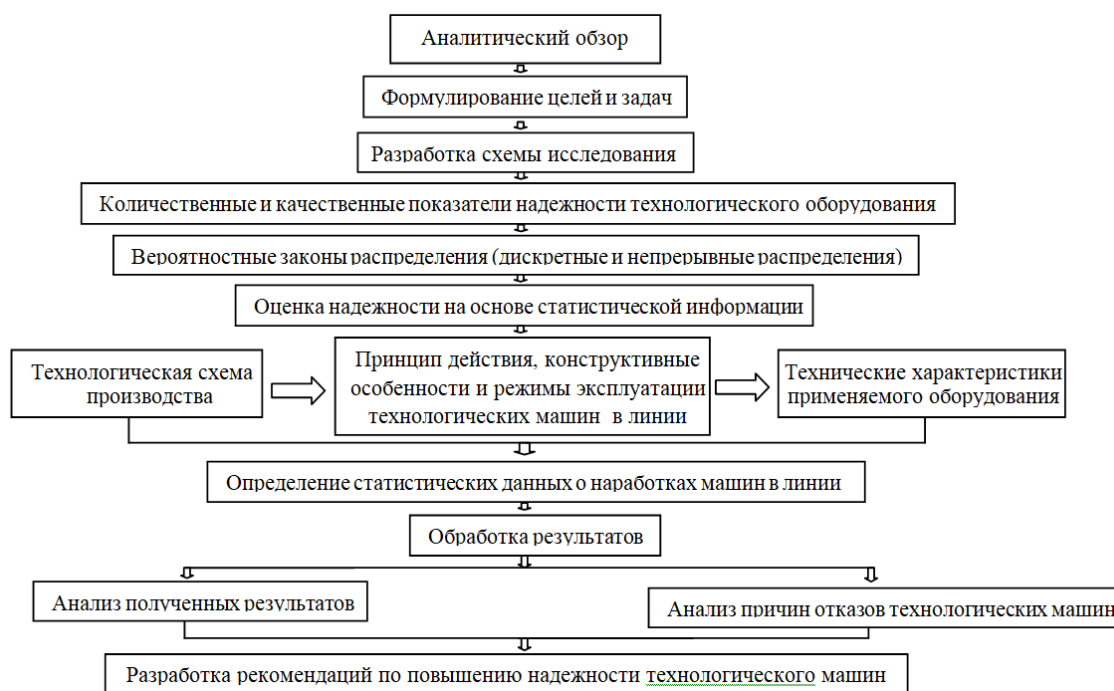 Аналитический обзор
Формулирование целей и задач
Разработка схемы исследования
Количественные и качественные показатели надежности технологического оборудования
Вероятностные законы распределения (дискретные и непрерывные распределения)
Оценка надежности на основе статистической информации
Технологическая схема
производства
Принцип действия, конструктивные
особенности и режимы эксплуатации
технологических машин в линии
Технические характеристики
применяемого оборудования
Определение статистических данных о наработках машин в линии
Обработка результатов
Анализ полученных результатов
Анализ причин отказов технологических машин
Разработка рекомендаций по повышению надежности технологического машин